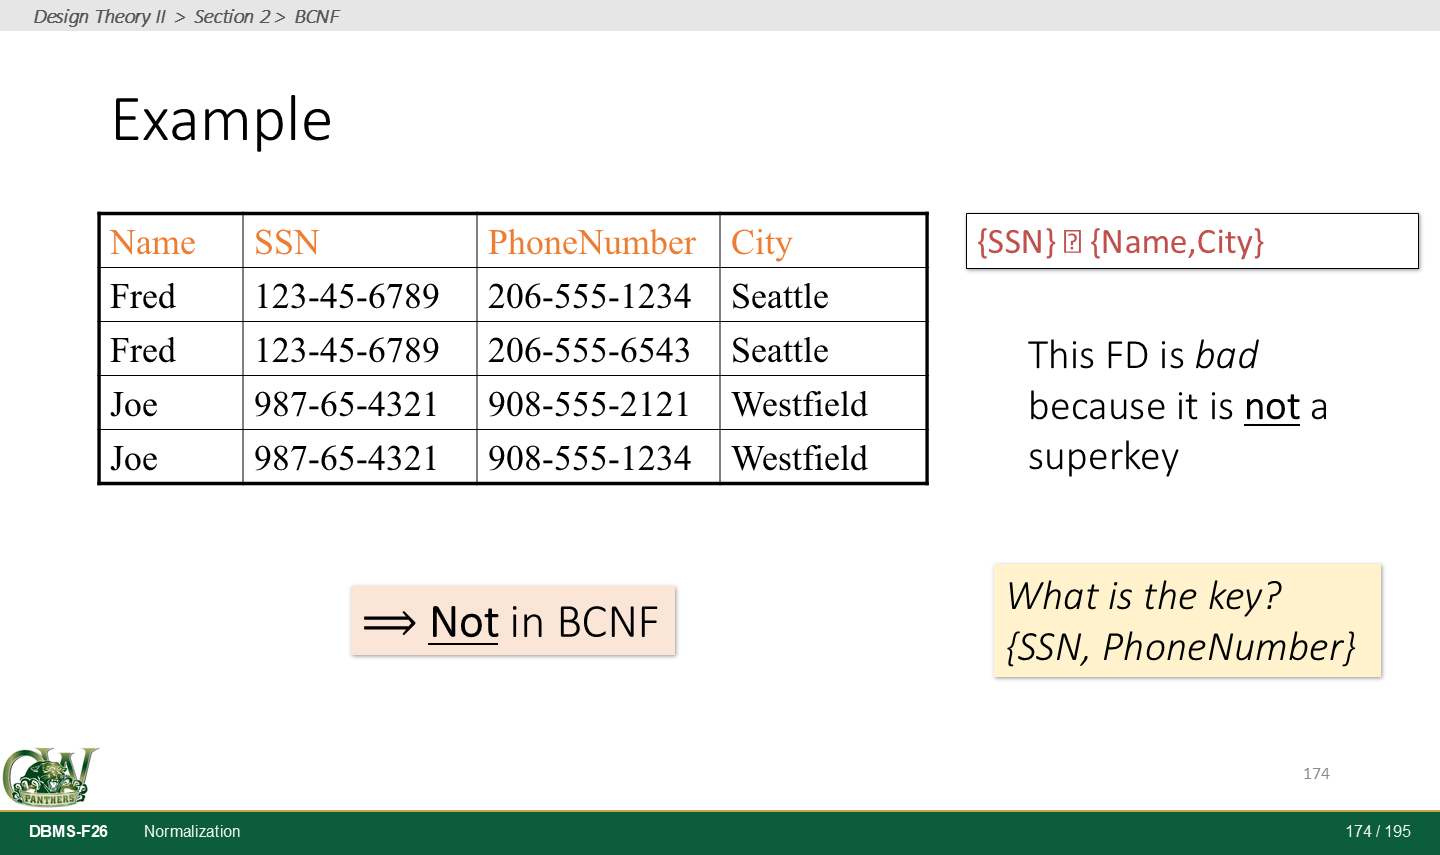 Design Theory II > Section 2 > BCNF
Example
Name SSN PhoneNumber City
Fred 123-45-6789 206-555-1234 Seattle
Fred 123-45-6789 206-555-6543 Seattle
Joe 987-65-4321 908-555-2121 Westfield
Joe 987-65-4321 908-555-1234 Westfield
{SSN} 🯄 {Name,City}
This FD is bad
because it is not a
superkey
⟹ Not in BCNF
What is the key?
{SSN, PhoneNumber}
OW
PANTHERS
174
DBMS-F26 Normalization 174 / 195